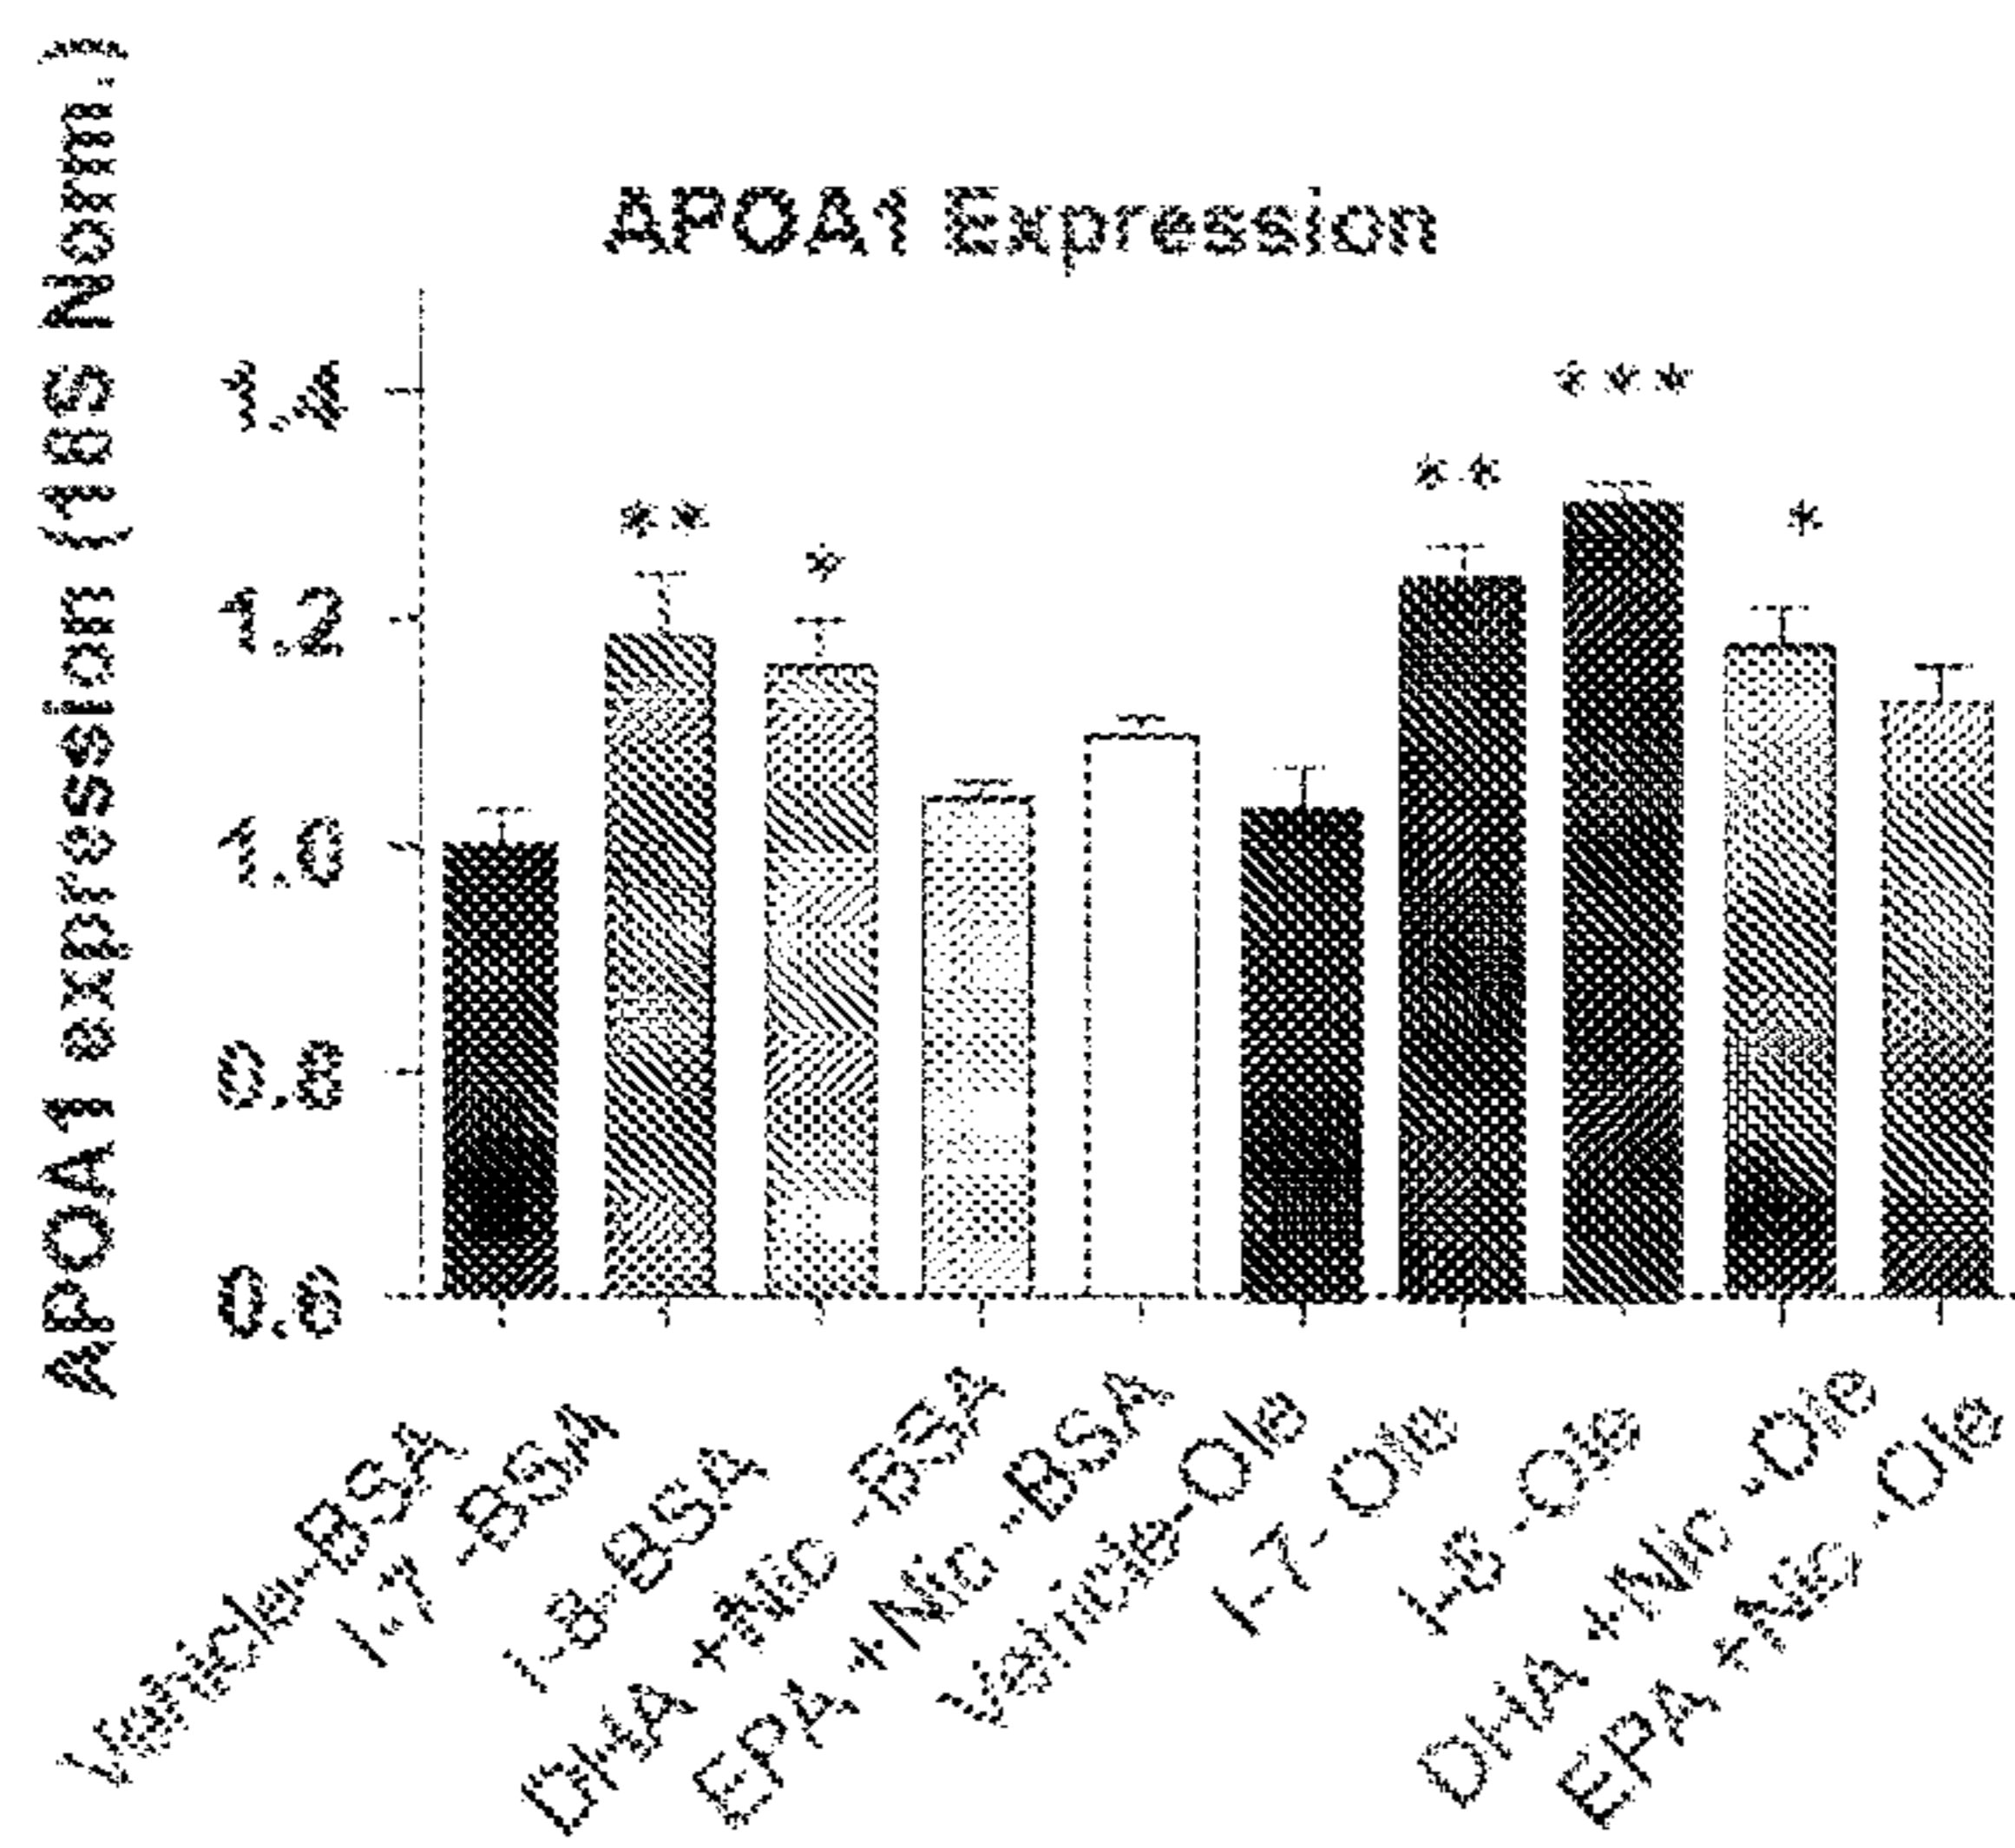 APOA1 expression (18S Norm.)
APOA1 Expression
1.4
1.2
1.0
0.8
0.6
**
*
**
***
*
Vehicle-BSA
I-7 -BSA
I-8-BSA
DHA +Nic -BSA
EPA +Nic -BSA
Vehicle-Ole
I-7- Ole
I-8 -Ole
DHA +Nic -Ole
EPA +Nic -Ole